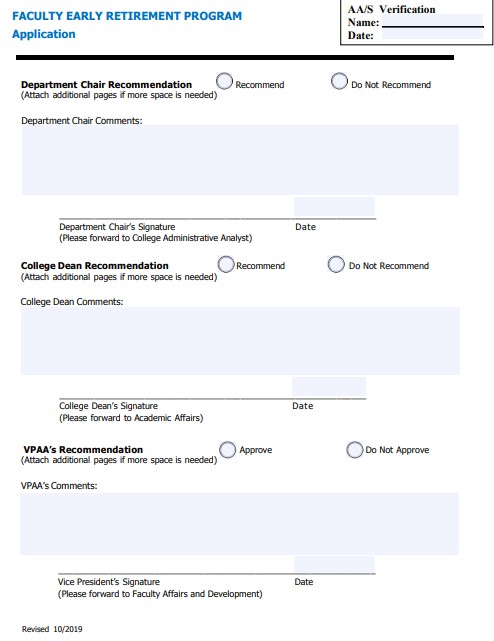 FACULTY EARLY RETIREMENT PROGRAM
Application
AA/S Verification
Name:
Date:
Department Chair Recommendation Recommend Do Not Recommend
(Attach additional pages if more space is needed)
Department Chair Comments:
Department Chair's Signature Date
(Please forward to College Administrative Analyst)
College Dean Recommendation Recommend Do Not Recommend
(Attach additional pages if more space is needed)
College Dean Comments:
College Dean's Signature Date
(Please forward to Academic Affairs)
VPAA's Recommendation Approve Do Not Approve
(Attach additional pages if more space is needed)
VPAA's Comments:
Vice President's Signature Date
(Please forward to Faculty Affairs and Development)
Revised 10/2019